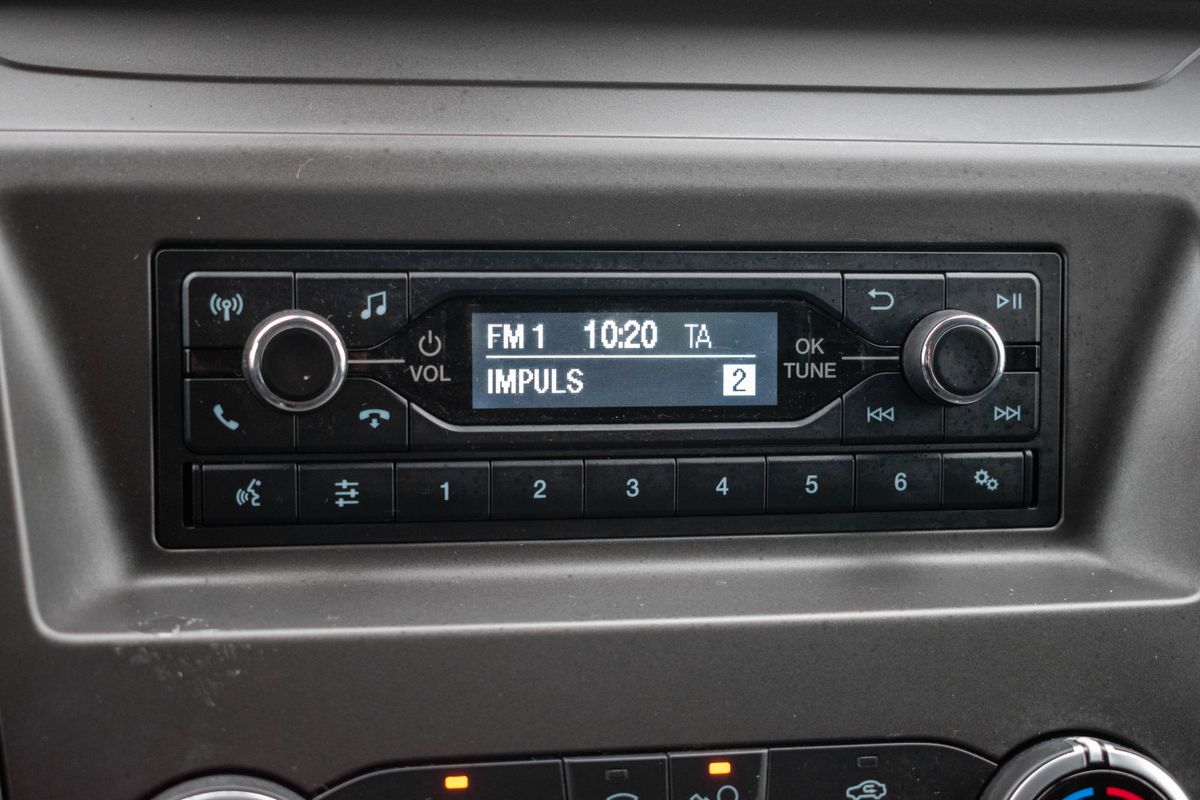 FM 1 10:20 TA
IMPULS 2
VOL
OK
TUNE
1 2 3 4 5 6